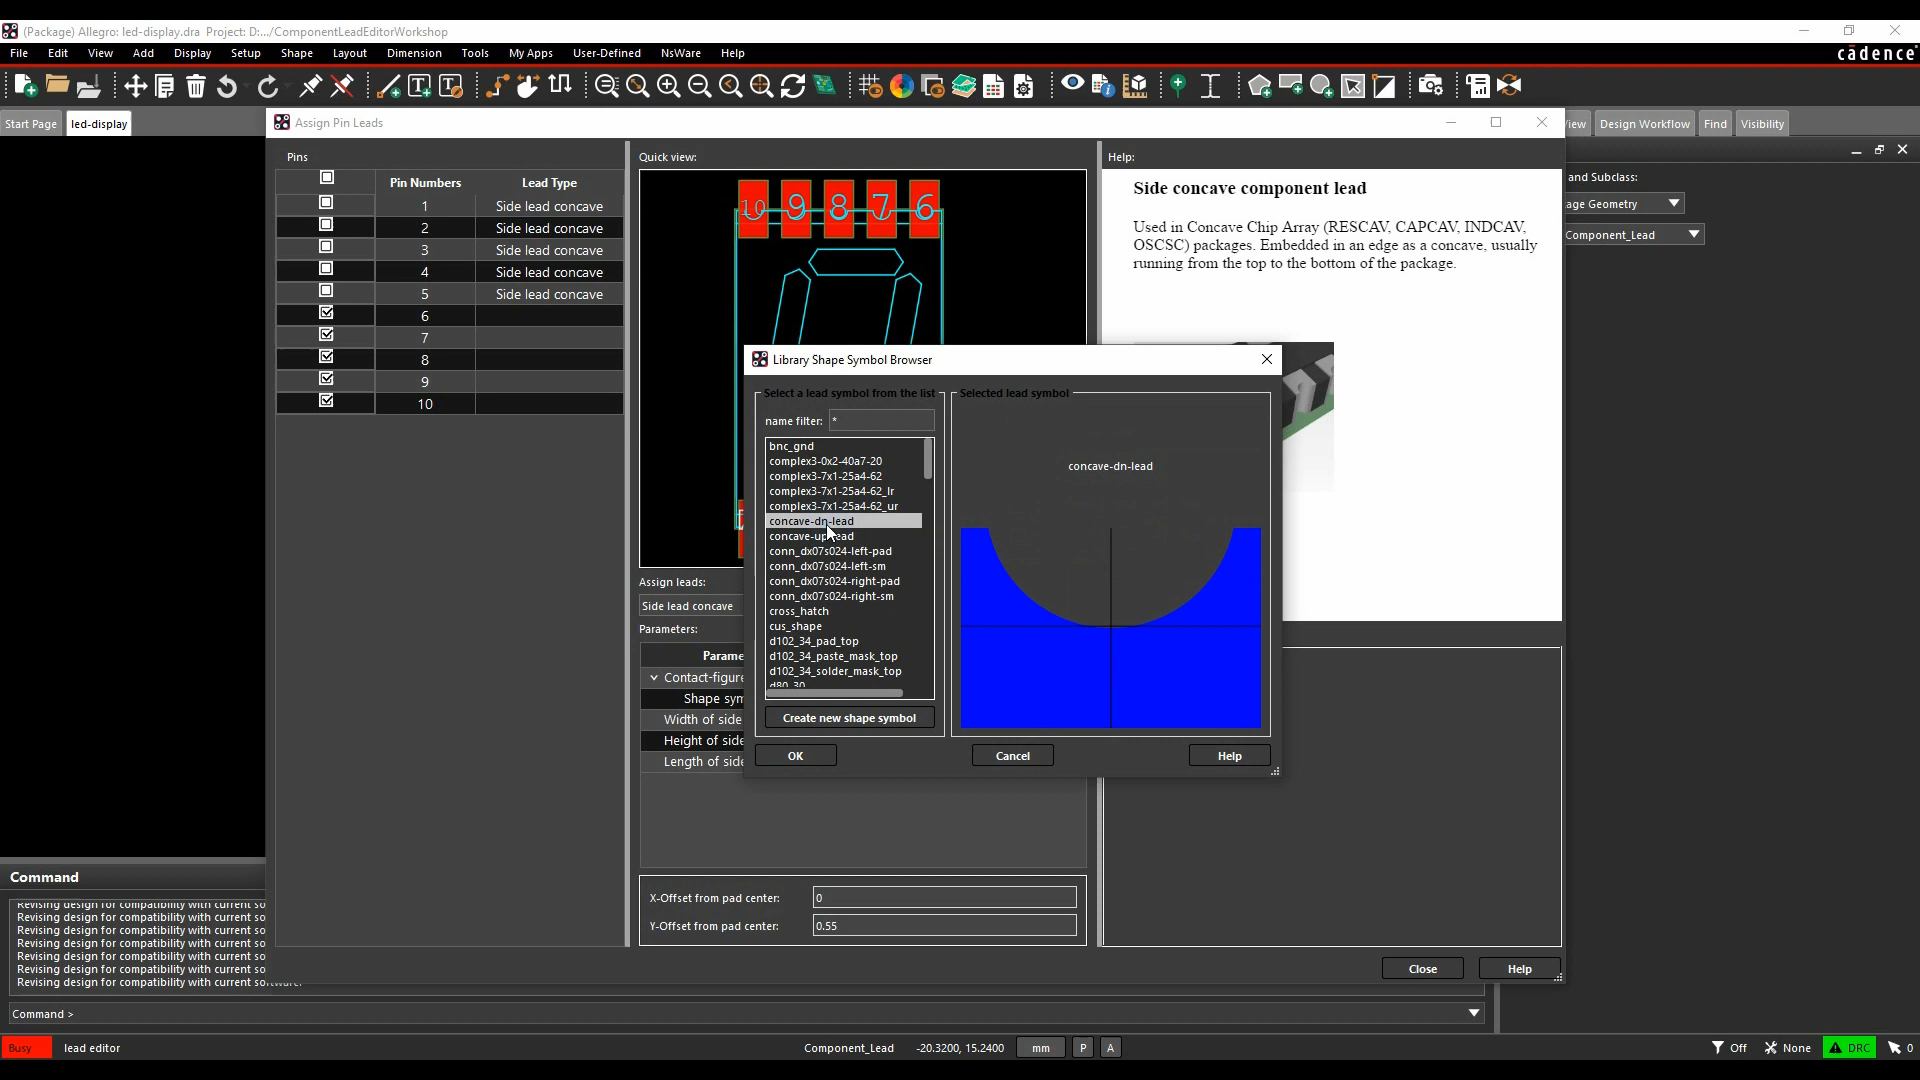 (Package) Allegro: led-display.dra Project: D:.../ComponentLeadEditorWorkshop
File Edit View Add Display Setup Shape Layout Dimension Tools My Apps User-Defined NsWare Help
cādence
Start Page led-display
Assign Pin Leads
Design Workflow Find Visibility
Pins
Pin Numbers Lead Type
1 Side lead concave
2 Side lead concave
3 Side lead concave
4 Side lead concave
5 Side lead concave
6
7
8
9
10
Quick view:
10 9 8 7 6
Help:
Side concave component lead
Used in Concave Chip Array (RESCAV, CAPCAV, INDCAV,
OSCSC) packages. Embedded in an edge as a concave, usually
running from the top to the bottom of the package.
and Subclass:
age Geometry
Component_Lead
Library Shape Symbol Browser
Select a lead symbol from the list
name filter: *
bnc_gnd
complex3-0x2-40a7-20
complex3-7x1-25a4-62
complex3-7x1-25a4-62_lr
complex3-7x1-25a4-62_ur
concave-dn-lead
concave-up-lead
conn_dx07s024-left-pad
conn_dx07s024-left-sm
conn_dx07s024-right-pad
conn_dx07s024-right-sm
cross_hatch
cus_shape
d102_34_pad_top
d102_34_paste_mask_top
d102_34_solder_mask_top
d80_30
Create new shape symbol
Selected lead symbol
concave-dn-lead
OK Cancel Help
Assign leads:
Side lead concave
Parameters:
Parame
Contact-figure
Shape sym
Width of side
Height of side
Length of side
X-Offset from pad center: 0
Y-Offset from pad center: 0.55
Close Help
Command
Revising design for compatibility with current so
Revising design for compatibility with current so
Revising design for compatibility with current so
Revising design for compatibility with current so
Revising design for compatibility with current so
Revising design for compatibility with current so
Revising design for compatibility with current software.
Command >
Busy lead editor Component_Lead -20.3200, 15.2400 mm P A Off None DRC 0